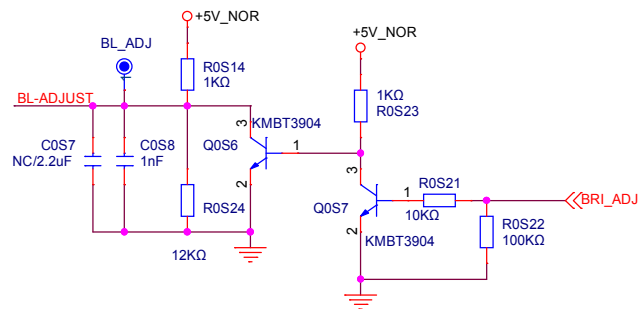 +5V_NOR
BL_ADJ
R0S14
1KΩ
BL-ADJUST
C0S7
NC/2.2uF
C0S8
1nF
R0S24
12KΩ
3
KMBT3904
Q0S6
1
2
+5V_NOR
1KΩ
R0S23
3
Q0S7
1
2
KMBT3904
R0S21
10KΩ
R0S22
100KΩ
BRI_ADJ